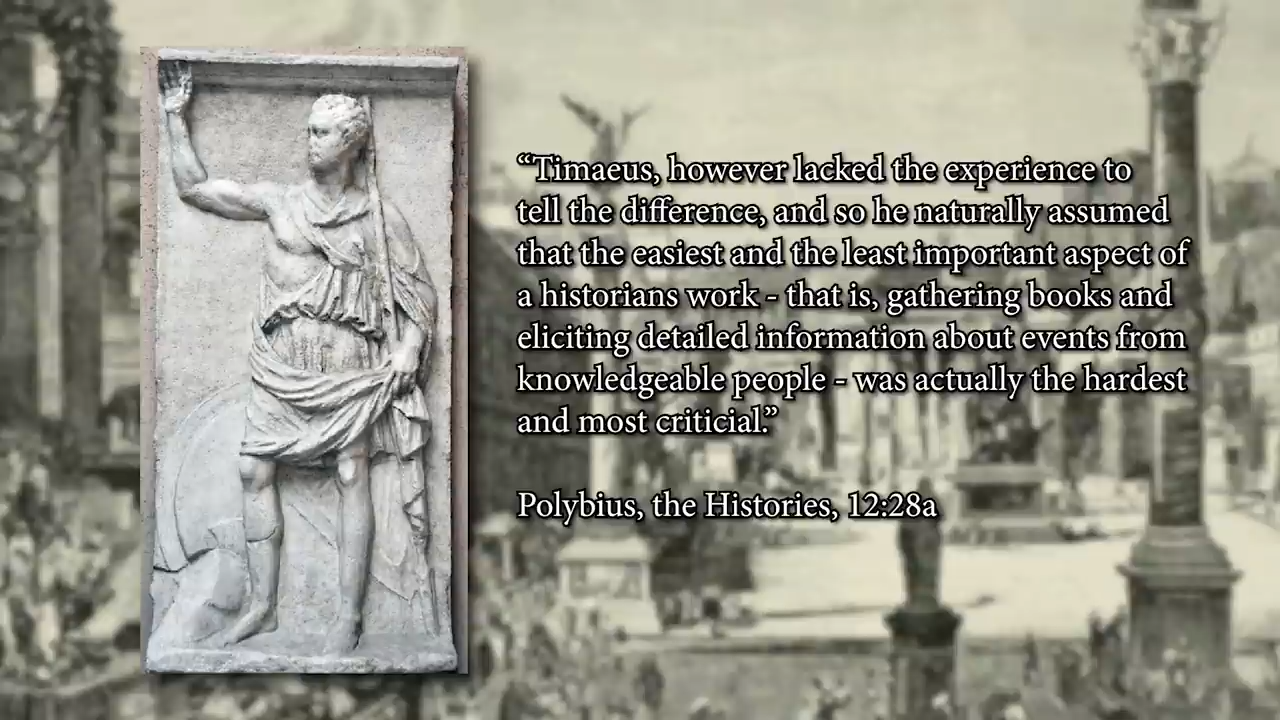 “Timaeus, however lacked the experience to
tell the difference, and so he naturally assumed
that the easiest and the least important aspect of
a historians work - that is, gathering books and
eliciting detailed information about events from
knowledgeable people - was actually the hardest
and most criticial.”
Polybius, the Histories, 12:28a